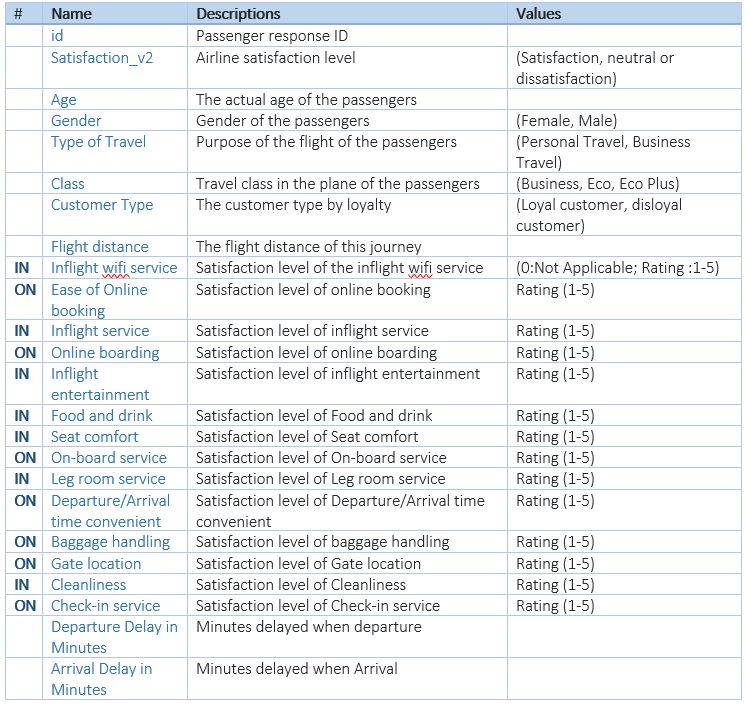 # Name Descriptions Values
id Passenger response ID
Satisfaction_v2 Airline satisfaction level (Satisfaction, neutral or
dissatisfaction)
Age The actual age of the passengers
Gender Gender of the passengers (Female, Male)
Type of Travel Purpose of the flight of the passengers (Personal Travel, Business
Travel)
Class Travel class in the plane of the passengers (Business, Eco, Eco Plus)
Customer Type The customer type by loyalty (Loyal customer, disloyal
customer)
Flight distance The flight distance of this journey
IN Inflight wifi service Satisfaction level of the inflight wifi service (0:Not Applicable; Rating :1-5)
ON Ease of Online Satisfaction level of online booking Rating (1-5)
booking
IN Inflight service Satisfaction level of inflight service Rating (1-5)
ON Online boarding Satisfaction level of online boarding Rating (1-5)
IN Inflight Satisfaction level of inflight entertainment Rating (1-5)
entertainment
IN Food and drink Satisfaction level of Food and drink Rating (1-5)
IN Seat comfort Satisfaction level of Seat comfort Rating (1-5)
ON On-board service Satisfaction level of On-board service Rating (1-5)
IN Leg room service Satisfaction level of Leg room service Rating (1-5)
ON Departure/Arrival Satisfaction level of Departure/Arrival time Rating (1-5)
time convenient convenient
ON Baggage handling Satisfaction level of baggage handling Rating (1-5)
ON Gate location Satisfaction level of Gate location Rating (1-5)
IN Cleanliness Satisfaction level of Cleanliness Rating (1-5)
ON Check-in service Satisfaction level of Check-in service Rating (1-5)
Departure Delay in Minutes delayed when departure
Minutes
Arrival Delay in Minutes delayed when Arrival
Minutes